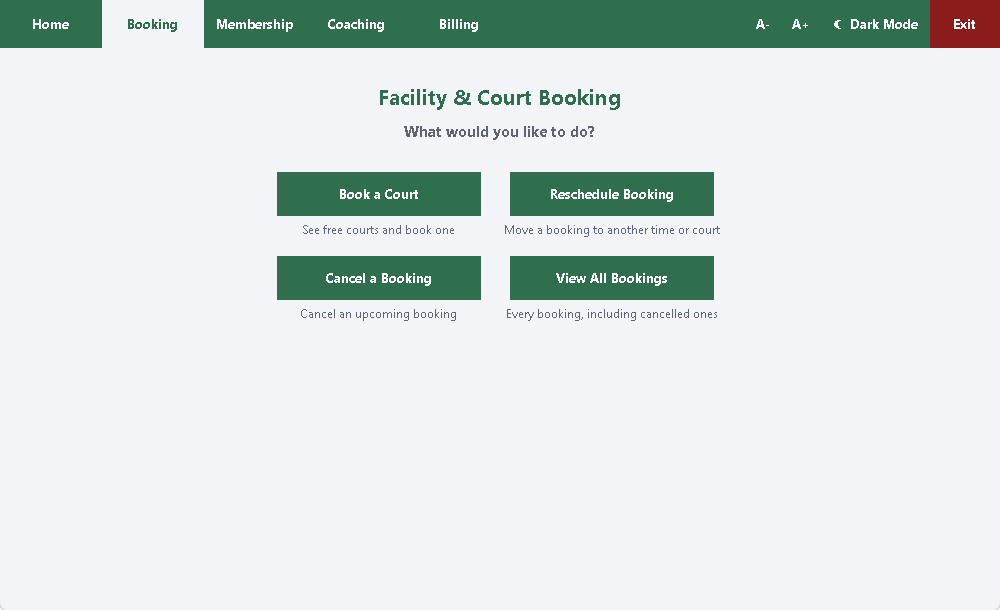 Home Booking Membership Coaching Billing A- A+ ☾ Dark Mode Exit
Facility & Court Booking
What would you like to do?
Book a Court Reschedule Booking
See free courts and book one Move a booking to another time or court
Cancel a Booking View All Bookings
Cancel an upcoming booking Every booking, including cancelled ones